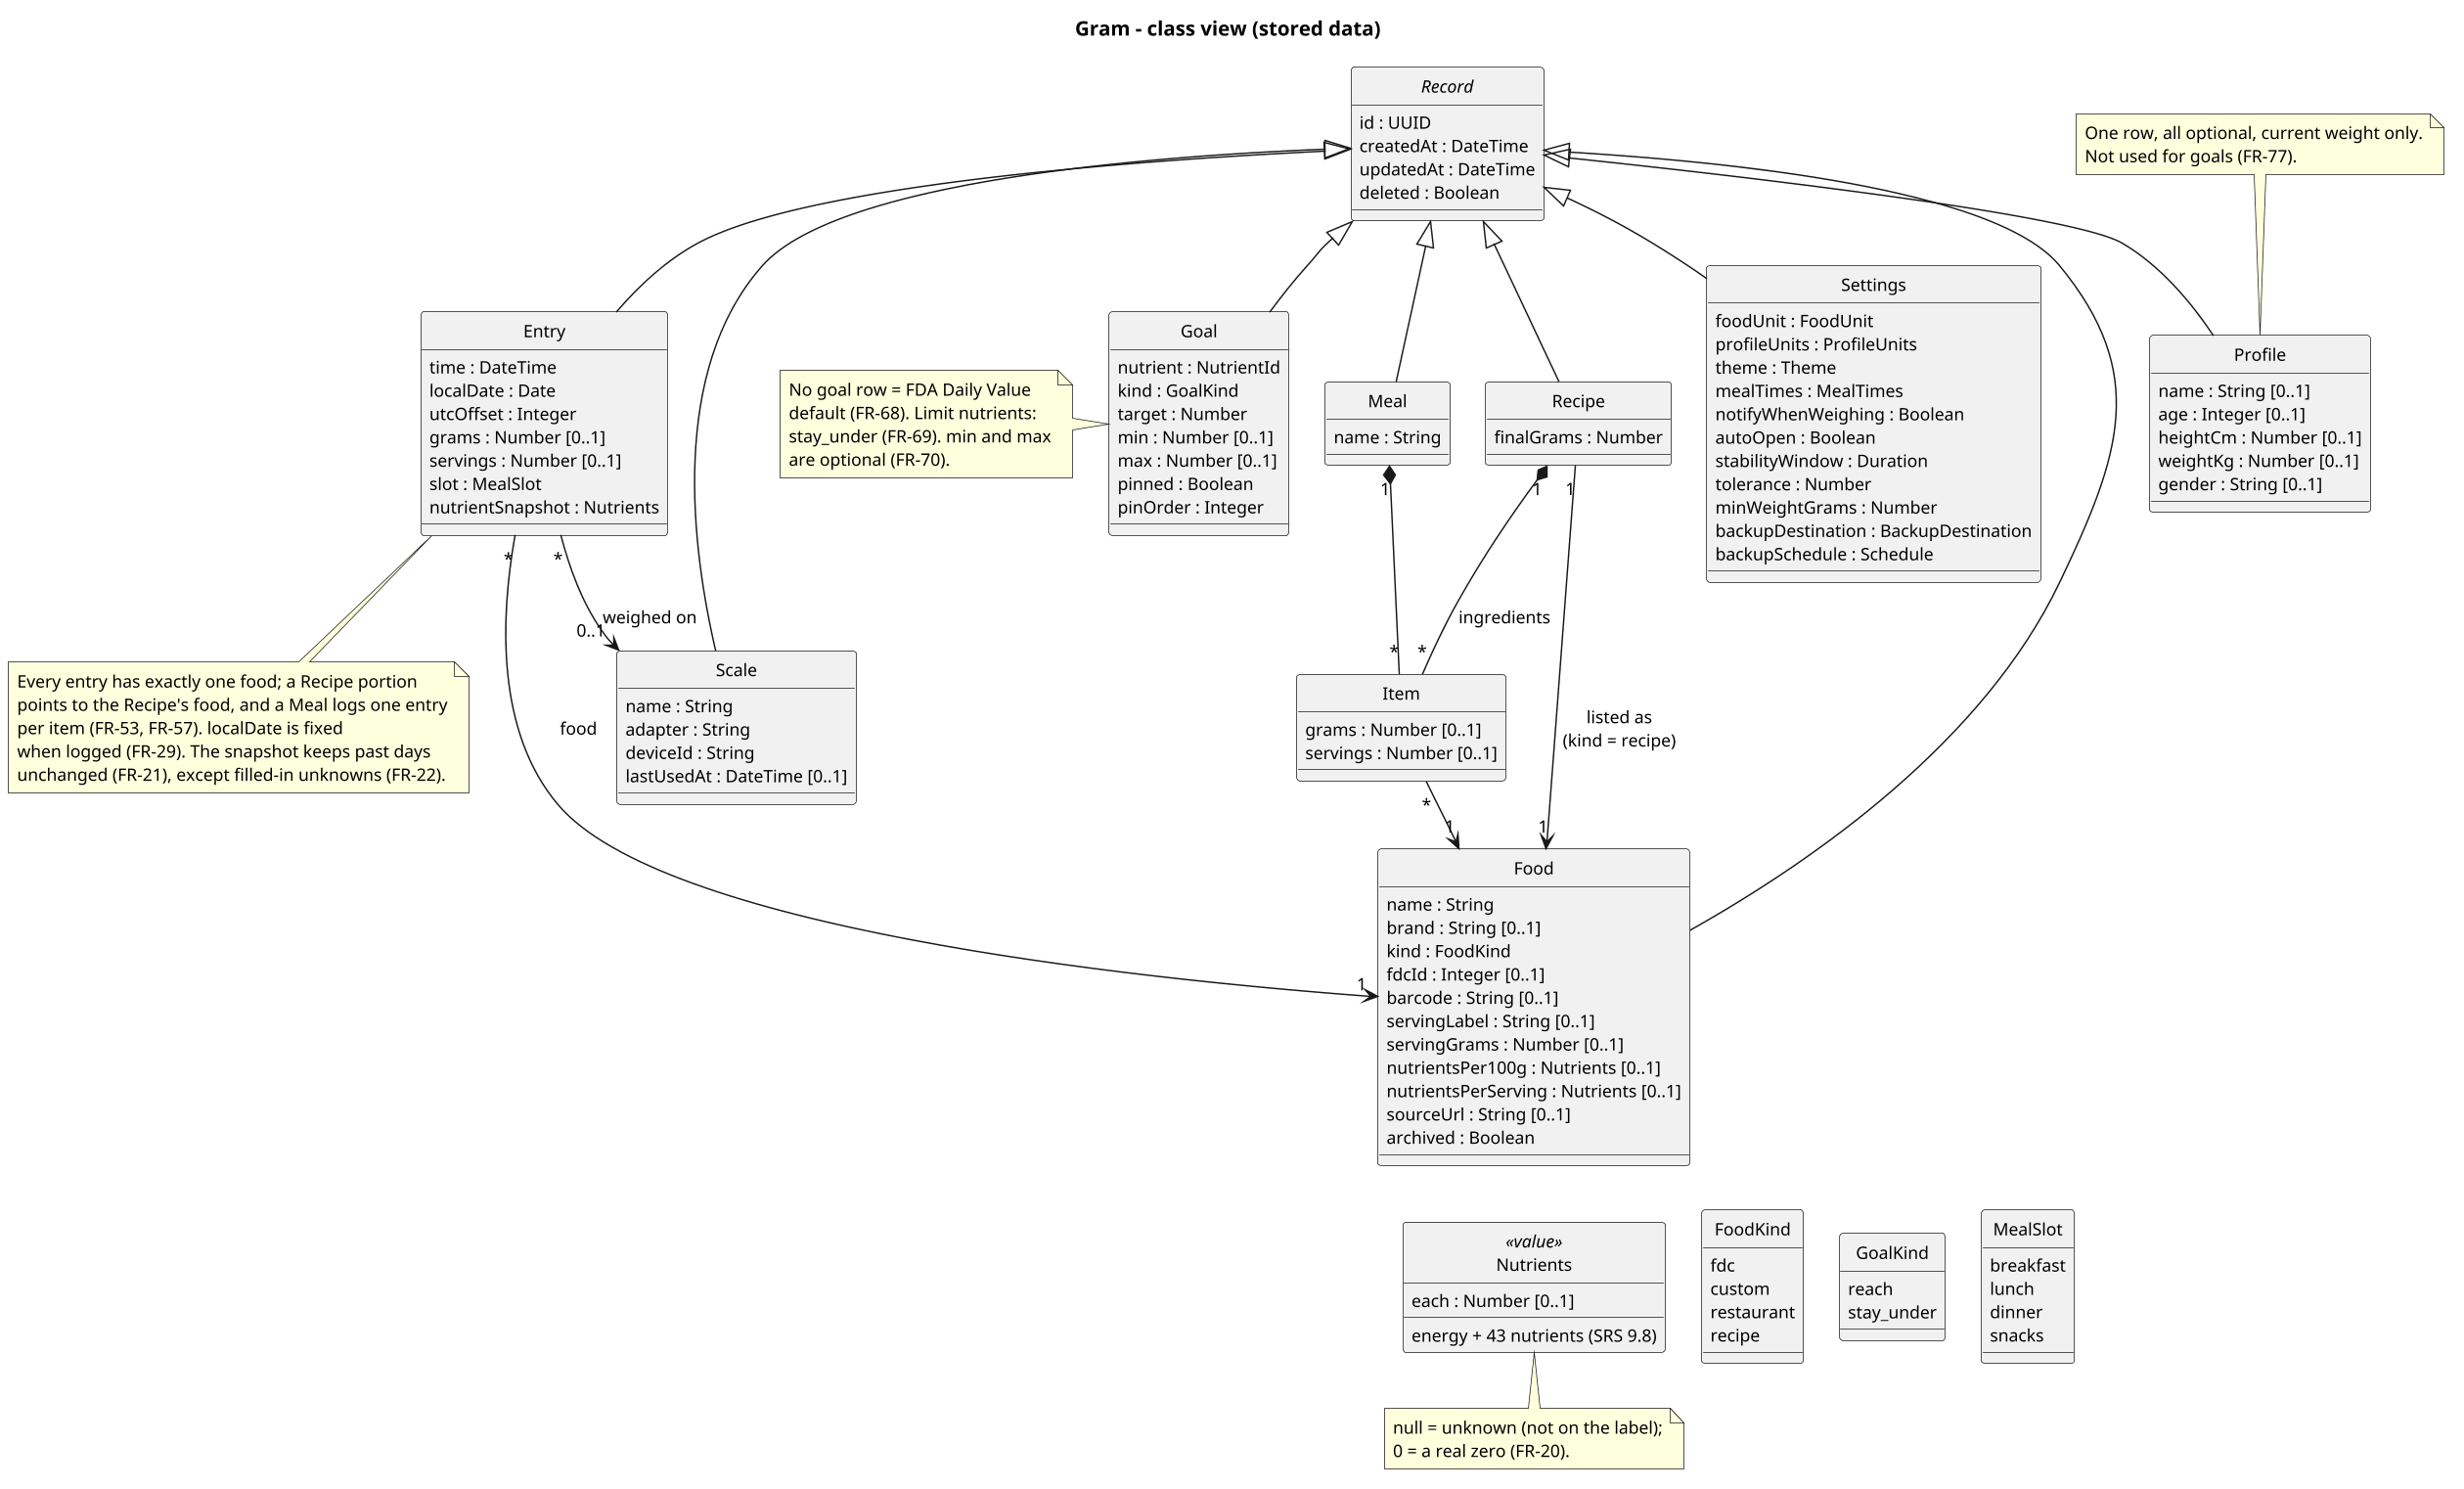 Gram - class view (stored data)
Record
id : UUID
createdAt : DateTime
updatedAt : DateTime
deleted : Boolean
One row, all optional, current weight only.
Not used for goals (FR-77).
Entry
time : DateTime
localDate : Date
utcOffset : Integer
grams : Number [0..1]
servings : Number [0..1]
slot : MealSlot
nutrientSnapshot : Nutrients
No goal row = FDA Daily Value
default (FR-68). Limit nutrients:
stay_under (FR-69). min and max
are optional (FR-70).
Goal
nutrient : NutrientId
kind : GoalKind
target : Number
min : Number [0..1]
max : Number [0..1]
pinned : Boolean
pinOrder : Integer
Meal
name : String
Recipe
finalGrams : Number
Settings
foodUnit : FoodUnit
profileUnits : ProfileUnits
theme : Theme
mealTimes : MealTimes
notifyWhenWeighing : Boolean
autoOpen : Boolean
stabilityWindow : Duration
tolerance : Number
minWeightGrams : Number
backupDestination : BackupDestination
backupSchedule : Schedule
Profile
name : String [0..1]
age : Integer [0..1]
heightCm : Number [0..1]
weightKg : Number [0..1]
gender : String [0..1]
1
1
1
*
*
weighed on
0..1
ingredients
*
*
Every entry has exactly one food; a Recipe portion
points to the Recipe's food, and a Meal logs one entry
per item (FR-53, FR-57). localDate is fixed
when logged (FR-29). The snapshot keeps past days
unchanged (FR-21), except filled-in unknowns (FR-22).
food
Scale
name : String
adapter : String
deviceId : String
lastUsedAt : DateTime [0..1]
Item
grams : Number [0..1]
servings : Number [0..1]
listed as
(kind = recipe)
*
1
1
1
Food
name : String
brand : String [0..1]
kind : FoodKind
fdcId : Integer [0..1]
barcode : String [0..1]
servingLabel : String [0..1]
servingGrams : Number [0..1]
nutrientsPer100g : Nutrients [0..1]
nutrientsPerServing : Nutrients [0..1]
sourceUrl : String [0..1]
archived : Boolean
«value»
Nutrients
each : Number [0..1]
energy + 43 nutrients (SRS 9.8)
FoodKind
fdc
custom
restaurant
recipe
GoalKind
reach
stay_under
MealSlot
breakfast
lunch
dinner
snacks
null = unknown (not on the label);
0 = a real zero (FR-20).